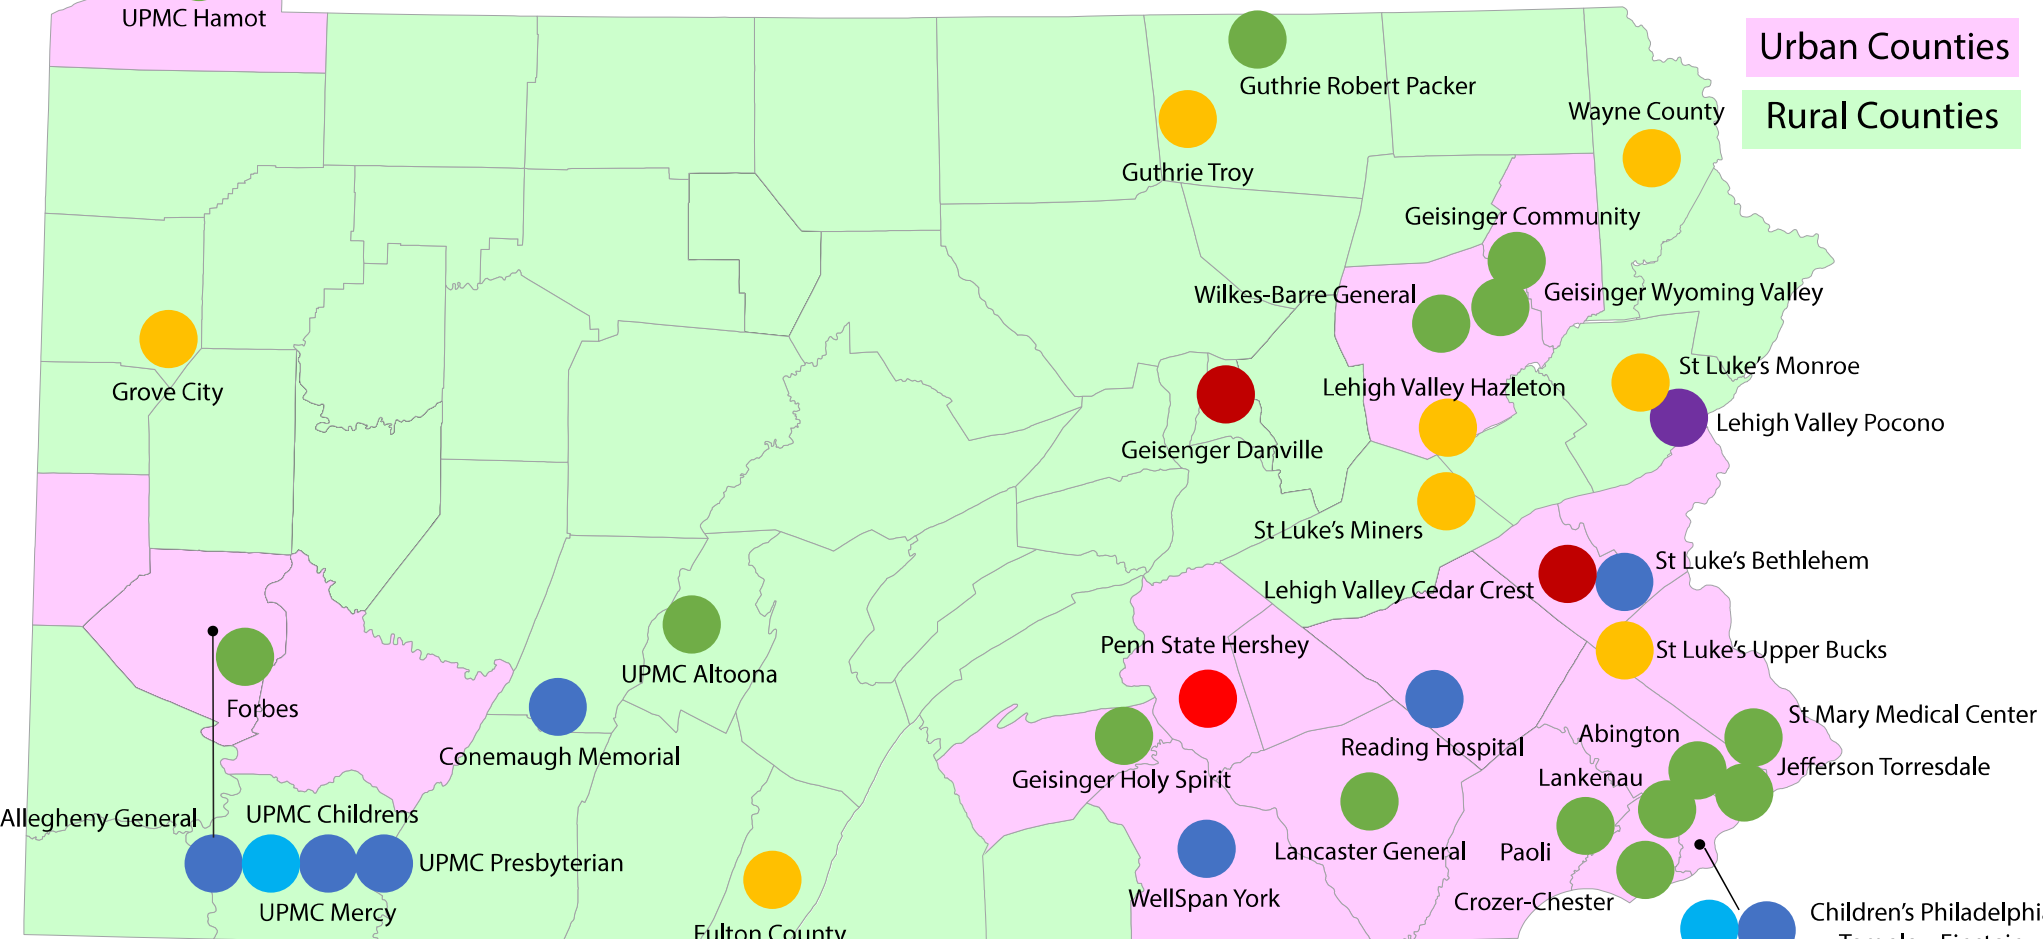 UPMC Hamot
Urban Counties
Guthrie Robert Packer
Wayne County
Rural Counties
Guthrie Troy
Geisinger Community
Wilkes-Barre General
Geisinger Wyoming Valley
St Luke's Monroe
Grove City
Lehigh Valley Hazleton
Lehigh Valley Pocono
Geisenger Danville
St Luke's Miners
St Luke's Bethlehem
Lehigh Valley Cedar Crest
Penn State Hershey
St Luke's Upper Bucks
UPMC Altoona
Forbes
St Mary Medical Center
Abington
Reading Hospital
Conemaugh Memorial
Jefferson Torresdale
Geisinger Holy Spirit
Lankenau
Allegheny General
UPMC Childrens
Lancaster General
Paoli
UPMC Presbyterian
WellSpan York
Crozer-Chester
UPMC Mercy
Children's Philadelphia
Fulton County
Temple, Einstein